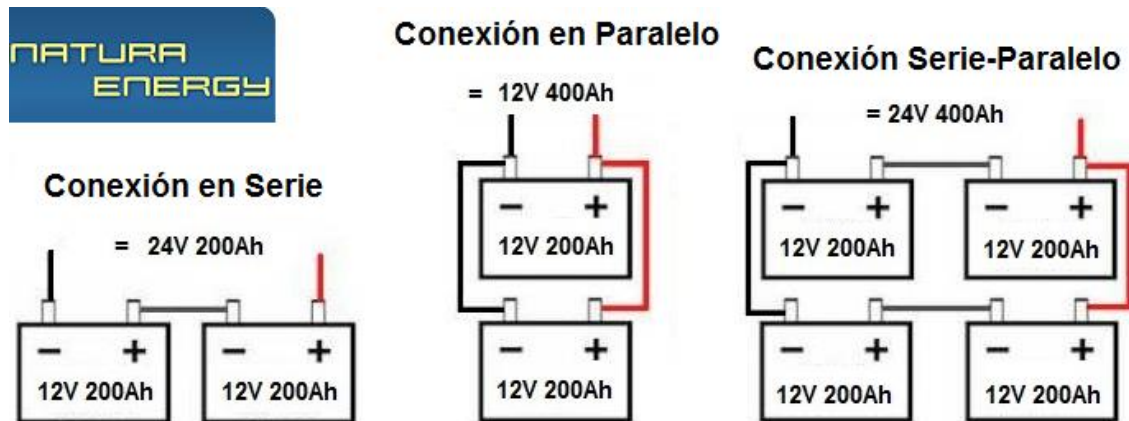 NATURA
ENERGY
Conexión en Serie
= 24V 200Ah
- + - +
12V 200Ah 12V 200Ah
Conexión en Paralelo
= 12V 400Ah
- +
12V 200Ah
- +
12V 200Ah
Conexión Serie-Paralelo
= 24V 400Ah
- + - +
12V 200Ah 12V 200Ah
- + - +
12V 200Ah 12V 200Ah